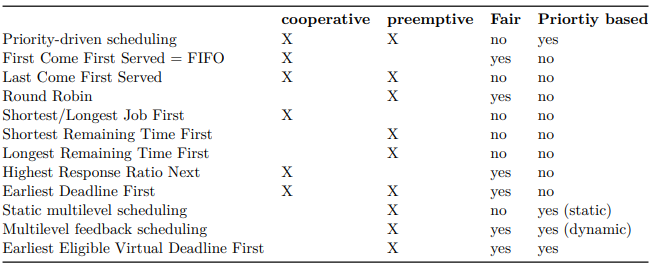 cooperative preemptive Fair Priortiy based
Priority-driven scheduling X X no yes
First Come First Served = FIFO X yes no
Last Come First Served X X no no
Round Robin X yes no
Shortest/Longest Job First X no no
Shortest Remaining Time First X no no
Longest Remaining Time First X no no
Highest Response Ratio Next X yes no
Earliest Deadline First X X yes no
Static multilevel scheduling X no yes (static)
Multilevel feedback scheduling X yes yes (dynamic)
Earliest Eligible Virtual Deadline First X yes yes